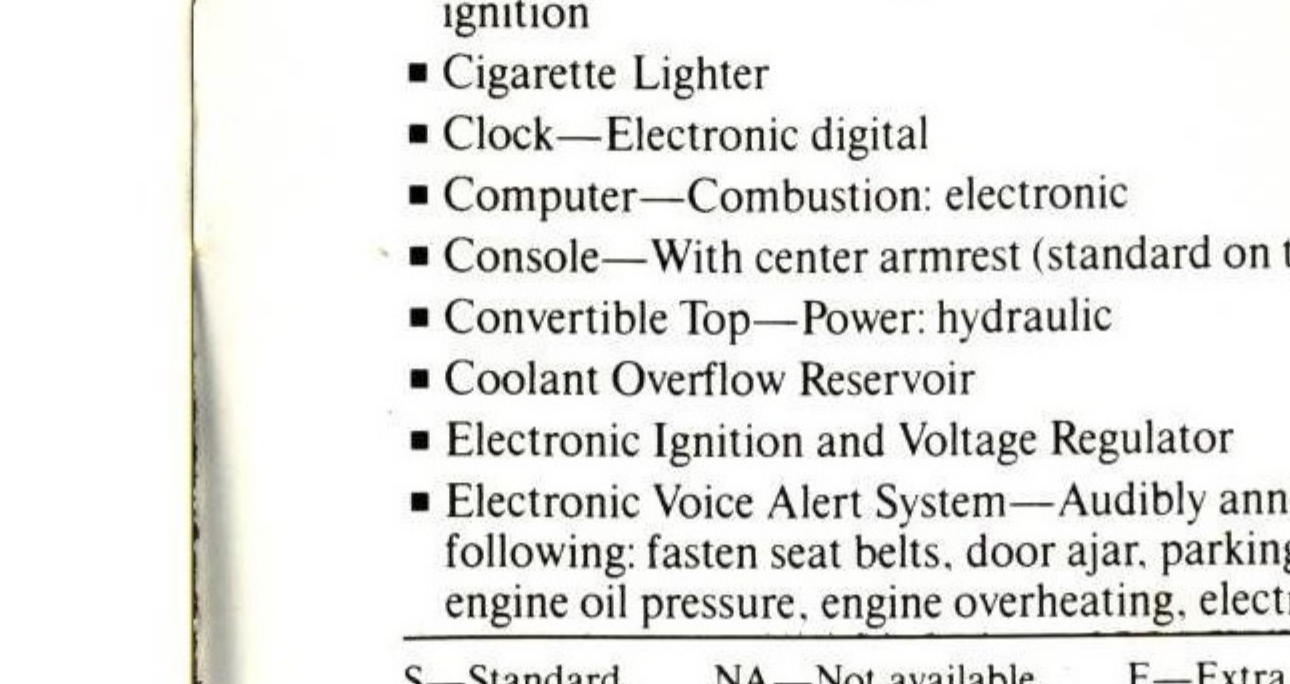 ignition
■ Cigarette Lighter
■ Clock—Electronic digital
■ Computer—Combustion: electronic
■ Console—With center armrest (standard on
■ Convertible Top—Power: hydraulic
■ Coolant Overflow Reservoir
■ Electronic Ignition and Voltage Regulator
■ Electronic Voice Alert System—Audibly
following: fasten seat belts, door ajar, parking
engine oil pressure, engine overheating,
S—Standard NA—Not available E—Extra